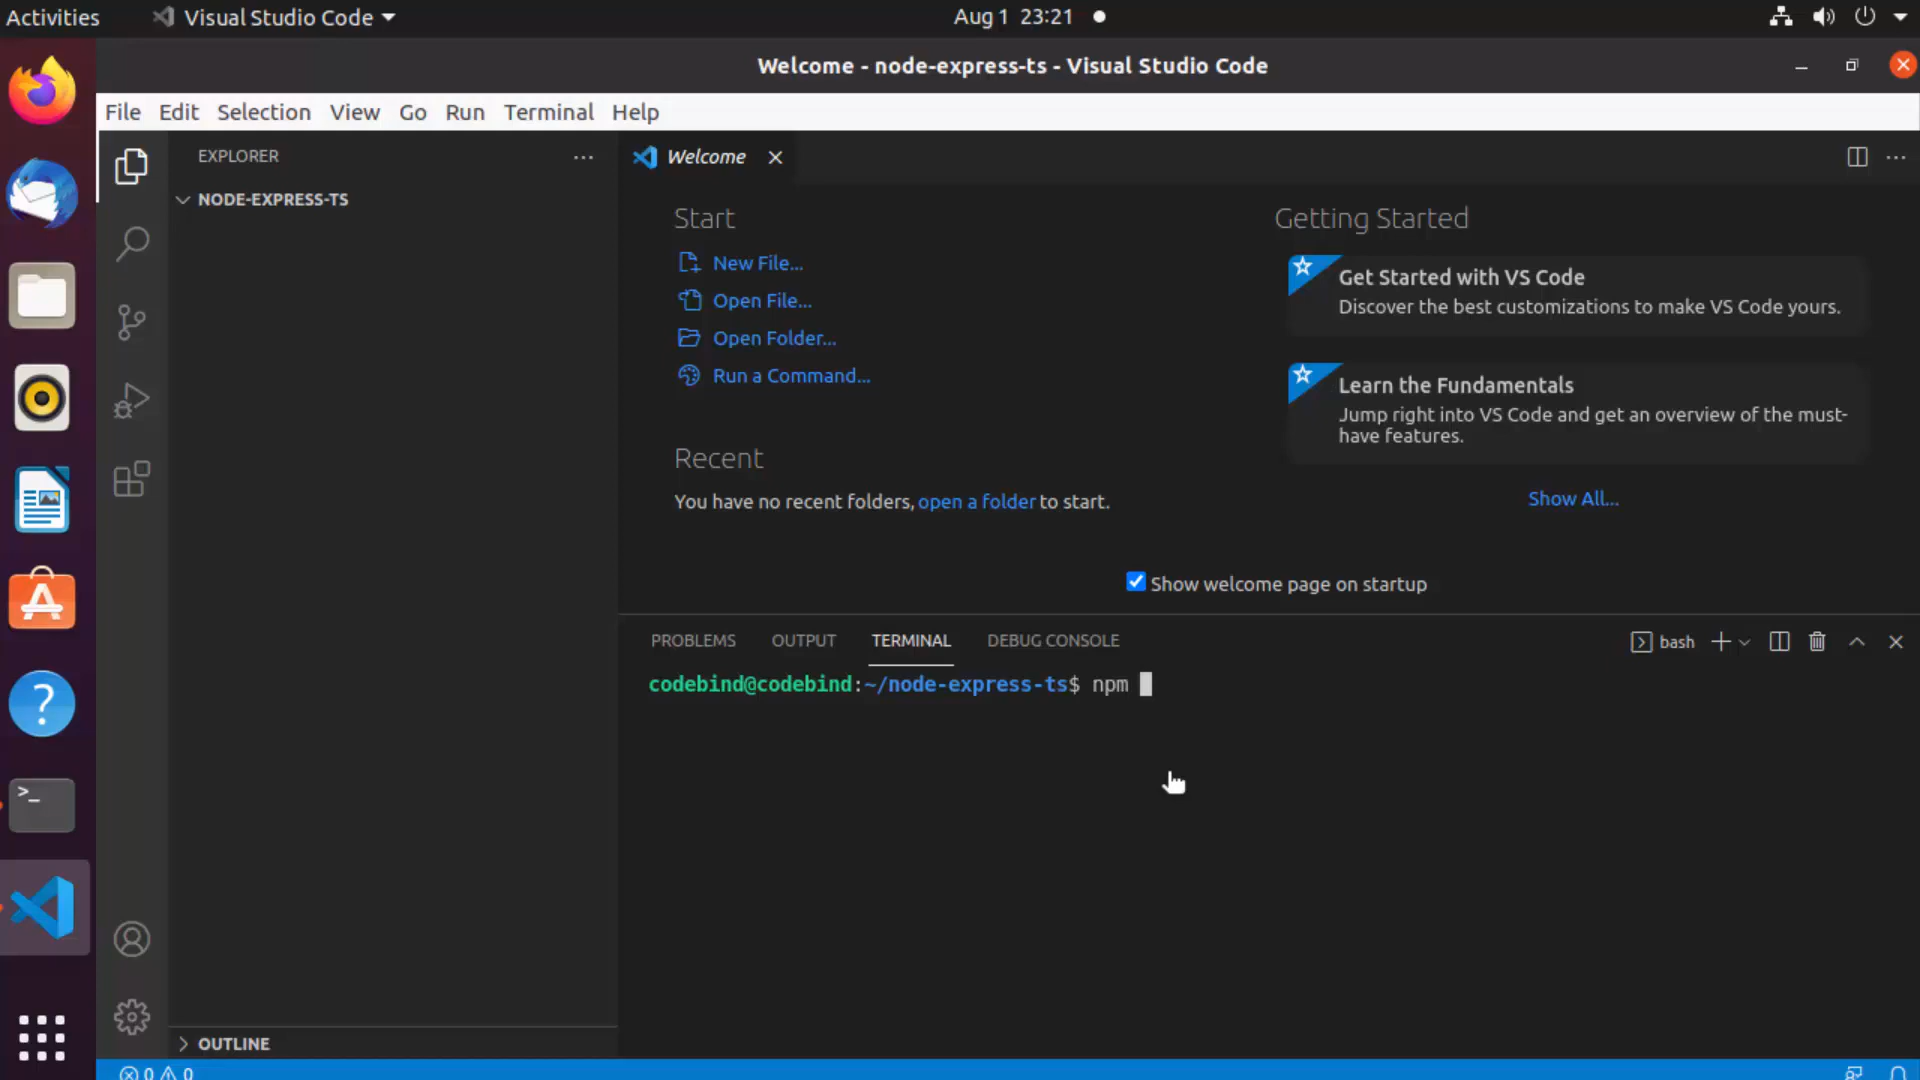 Activities Visual Studio Code Aug 1 23:21
Welcome - node-express-ts - Visual Studio Code
File Edit Selection View Go Run Terminal Help
EXPLORER
NODE-EXPRESS-TS
OUTLINE
Welcome
Start
New File...
Open File...
Open Folder...
Run a Command...
Recent
You have no recent folders, open a folder to start.
Getting Started
Get Started with VS Code
Discover the best customizations to make VS Code yours.
Learn the Fundamentals
Jump right into VS Code and get an overview of the must-
have features.
Show All...
Show welcome page on startup
PROBLEMS OUTPUT TERMINAL DEBUG CONSOLE bash
codebind@codebind:~/node-express-ts$ npm
0 0